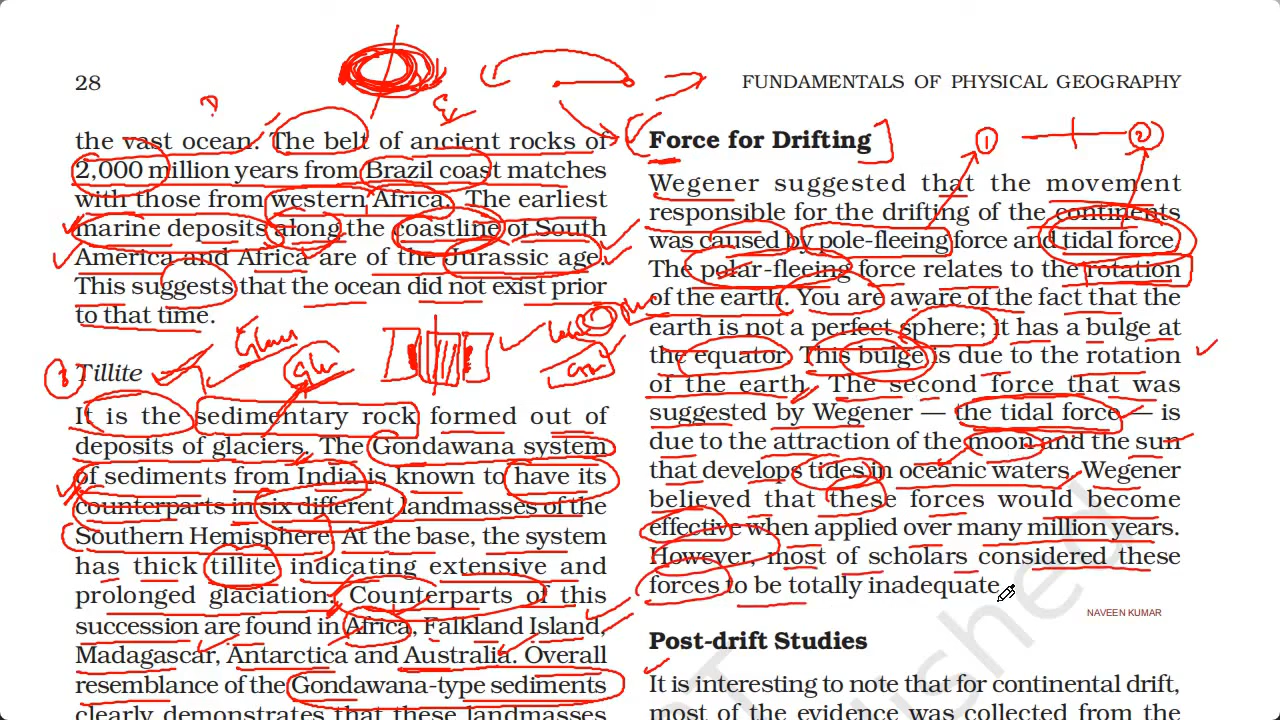 28
FUNDAMENTALS OF PHYSICAL GEOGRAPHY
the vast ocean. The belt of ancient rocks of
2,000 million years from Brazil coast matches
with those from western Africa. The earliest
marine deposits along the coastline of South
America and Africa are of the Jurassic age.
This suggests that the ocean did not exist prior
to that time.
Tillite
It is the sedimentary rock formed out of
deposits of glaciers. The Gondawana system
of sediments from India is known to have its
counterparts in six different landmasses of the
Southern Hemisphere. At the base, the system
has thick tillite indicating extensive and
prolonged glaciation. Counterparts of this
succession are found in Africa, Falkland Island,
Madagascar, Antarctica and Australia. Overall
resemblance of the Gondawana-type sediments
clearly demonstrates that these landmasses
Force for Drifting
1
2
Wegener suggested that the movement
responsible for the drifting of the continents
was caused by pole-fleeing force and tidal force.
The polar-fleeing force relates to the rotation
of the earth. You are aware of the fact that the
earth is not a perfect sphere; it has a bulge at
the equator. This bulge is due to the rotation
of the earth. The second force that was
suggested by Wegener — the tidal force — is
due to the attraction of the moon and the sun
that develops tides in oceanic waters. Wegener
believed that these forces would become
effective when applied over many million years.
However, most of scholars considered these
forces to be totally inadequate.
NAVEEN KUMAR
Post-drift Studies
It is interesting to note that for continental drift,
most of the evidence was collected from the